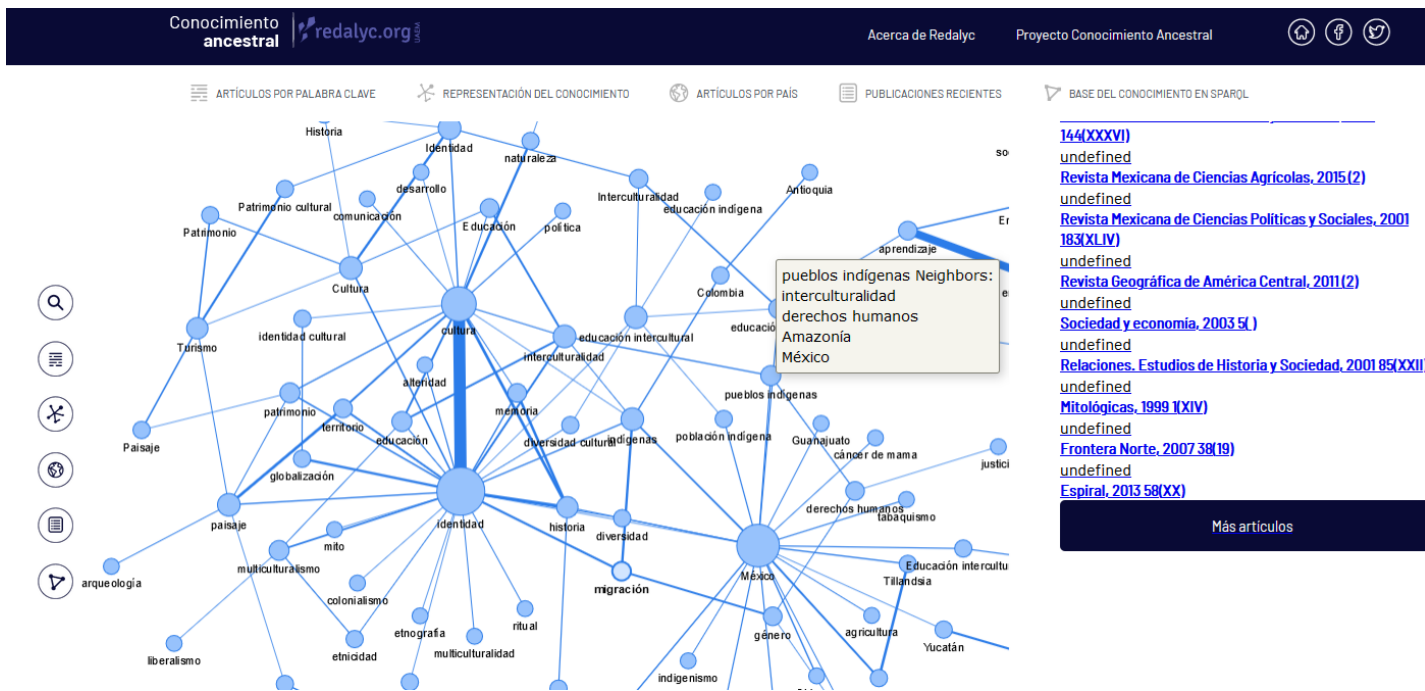 Conocimiento
ancestral
redalyc.org
UAEM
Acerca de Redalyc
Proyecto Conocimiento Ancestral
ARTÍCULOS POR PALABRA CLAVE
REPRESENTACIÓN DEL CONOCIMIENTO
ARTÍCULOS POR PAÍS
PUBLICACIONES RECIENTES
BASE DEL CONOCIMIENTO EN SPARQL
Historia
Identidad
naturaleza
desarrollo
Patrimonio cultural
comunicación
Patrimonio
Educación
política
Interculturalidad
educación indígena
Antioquia
aprendizaje
Cultura
Colombia
cultura
identidad cultural
Turismo
educación intercultural
interculturalidad
pueblos indígenas Neighbors:
interculturalidad
derechos humanos
Amazonía
México
alteridad
pueblos indígenas
patrimonio
territorio
memoria
educación
diversidad cultural
indígenas
población indígena
Guanajuato
cáncer de mama
Paisaje
globalización
derechos humanos
tabaquismo
paisaje
identidad
historia
diversidad
mito
multiculturalismo
arqueología
migración
México
Tillandsia
colonialismo
etnografía
ritual
género
agricultura
Yucatán
liberalismo
etnicidad
multiculturalidad
indigenismo
144(XXXVI)
undefined
Revista Mexicana de Ciencias Agrícolas, 2015 (2)
undefined
Revista Mexicana de Ciencias Políticas y Sociales, 2001
183(XLIV)
undefined
Revista Geográfica de América Central, 2011 (2)
undefined
Sociedad y economía, 2003 5( )
undefined
Relaciones. Estudios de Historia y Sociedad, 2001 85(XXII)
undefined
Mitológicas, 1999 1(XIV)
undefined
Frontera Norte, 2007 38(19)
undefined
Espiral, 2013 58(XX)
Más artículos